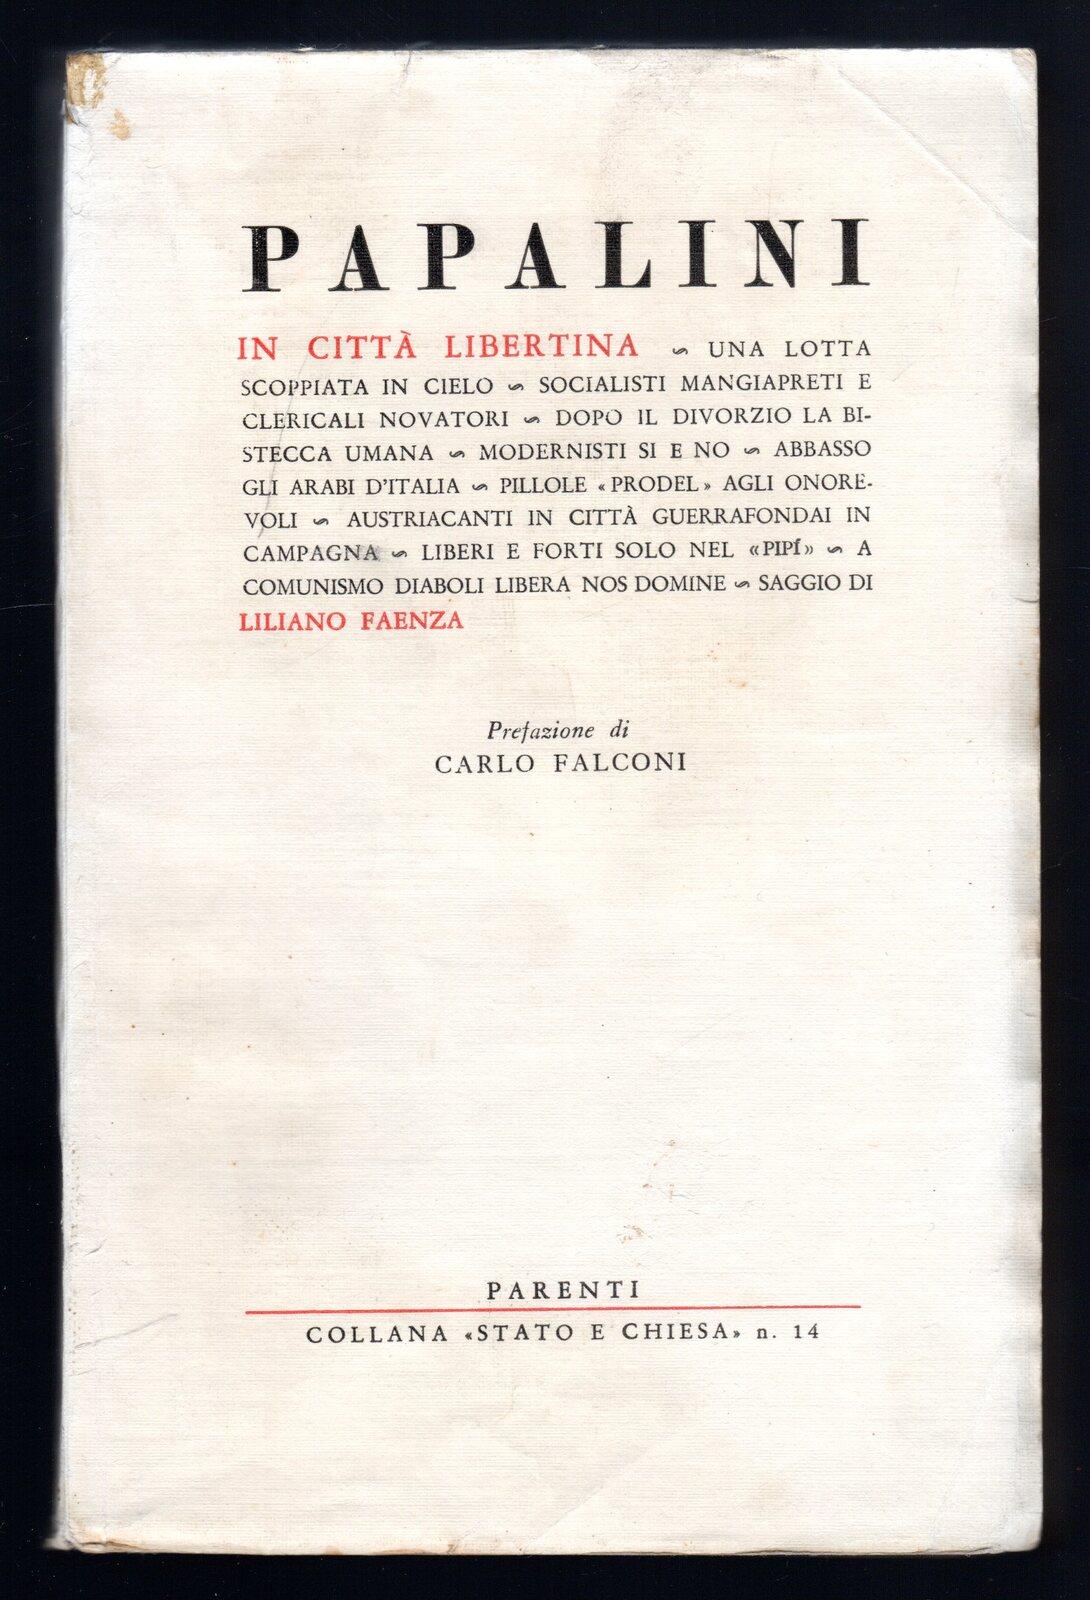 PAPALINI
IN CITTÀ LIBERTINA ~ UNA LOTTA
SCOPPIATA IN CIELO ~ SOCIALISTI MANGIAPRETI E
CLERICALI NOVATORI ~ DOPO IL DIVORZIO LA BI-
STECCA UMANA ~ MODERNISTI SI E NO ~ ABBASSO
GLI ARABI D'ITALIA ~ PILLOLE «PRODEL» AGLI ONORE-
VOLI ~ AUSTRIACANTI IN CITTÀ GUERRAFONDAI IN
CAMPAGNA ~ LIBERI E FORTI SOLO NEL «PIPÍ» ~ A
COMUNISMO DIABOLI LIBERA NOS DOMINE ~ SAGGIO DI
LILIANO FAENZA
Prefazione di
CARLO FALCONI
PARENTI
COLLANA «STATO E CHIESA» n. 14